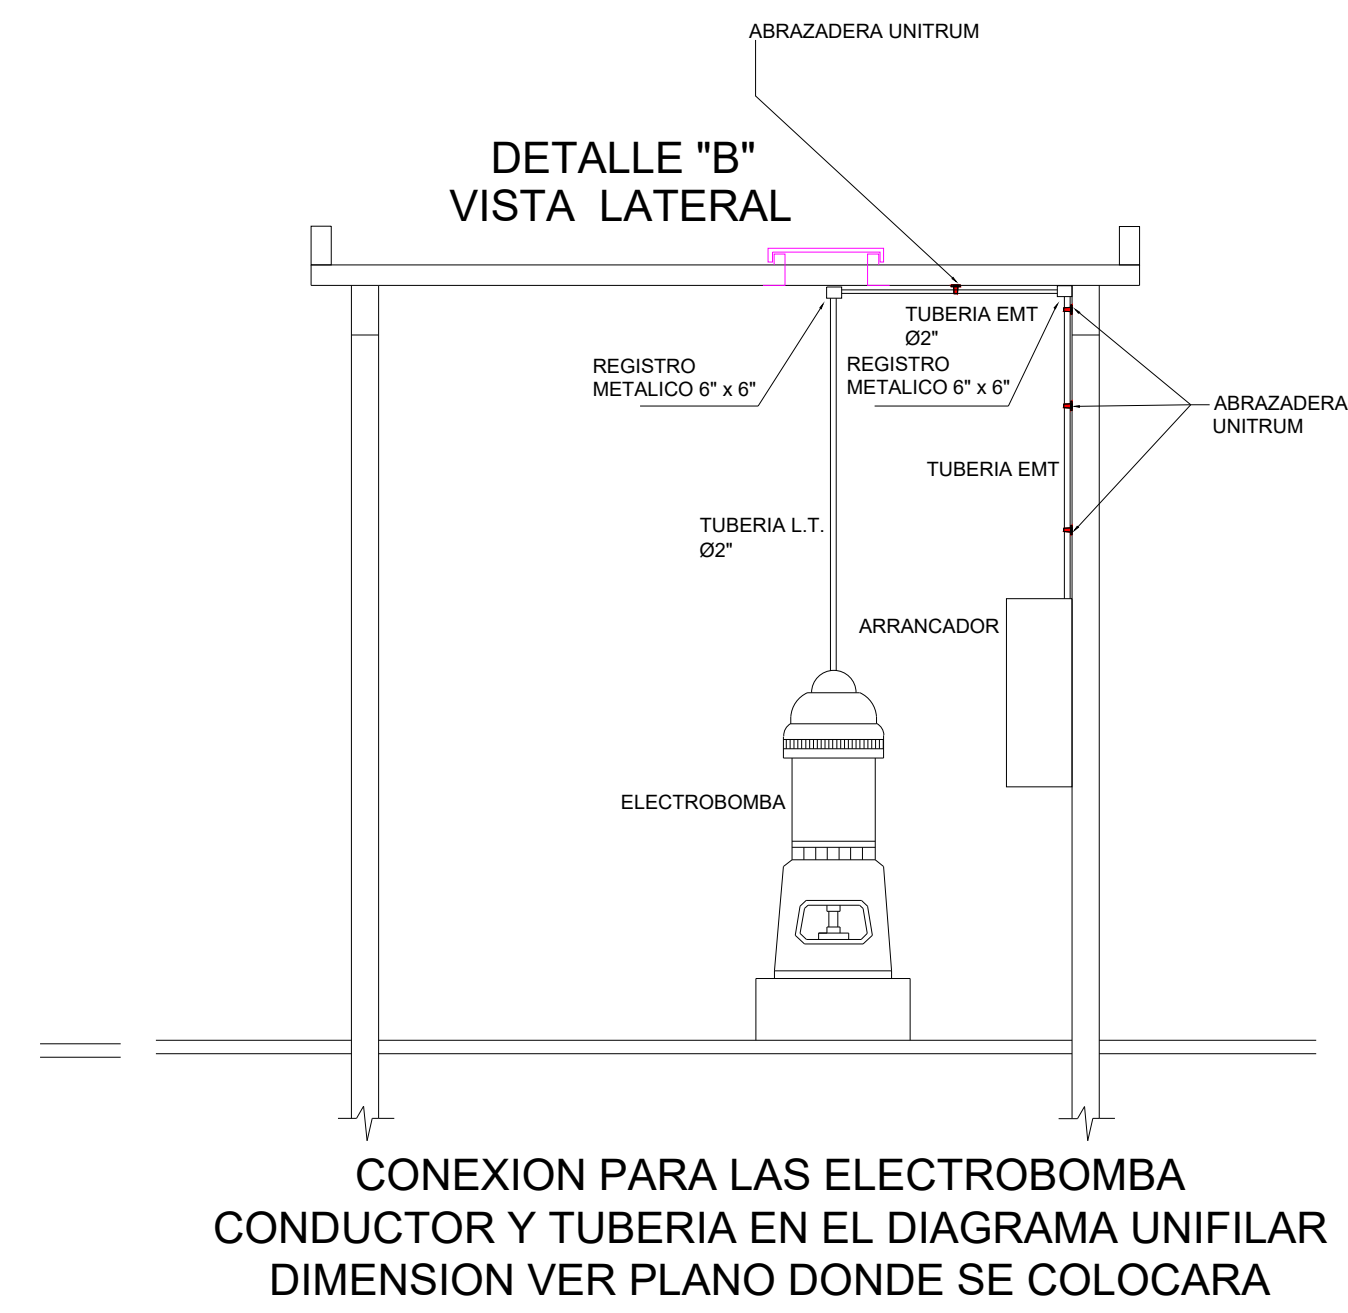 ABRAZADERA UNITRUM
DETALLE "B"
VISTA LATERAL
TUBERIA EMT
Ø2"
REGISTRO
METALICO 6" x 6"
REGISTRO
METALICO 6" x 6"
ABRAZADERA
UNITRUM
TUBERIA EMT
TUBERIA L.T.
Ø2"
ARRANCADOR
ELECTROBOMBA
CONEXION PARA LAS ELECTROBOMBA
CONDUCTOR Y TUBERIA EN EL DIAGRAMA UNIFILAR
DIMENSION VER PLANO DONDE SE COLOCARA